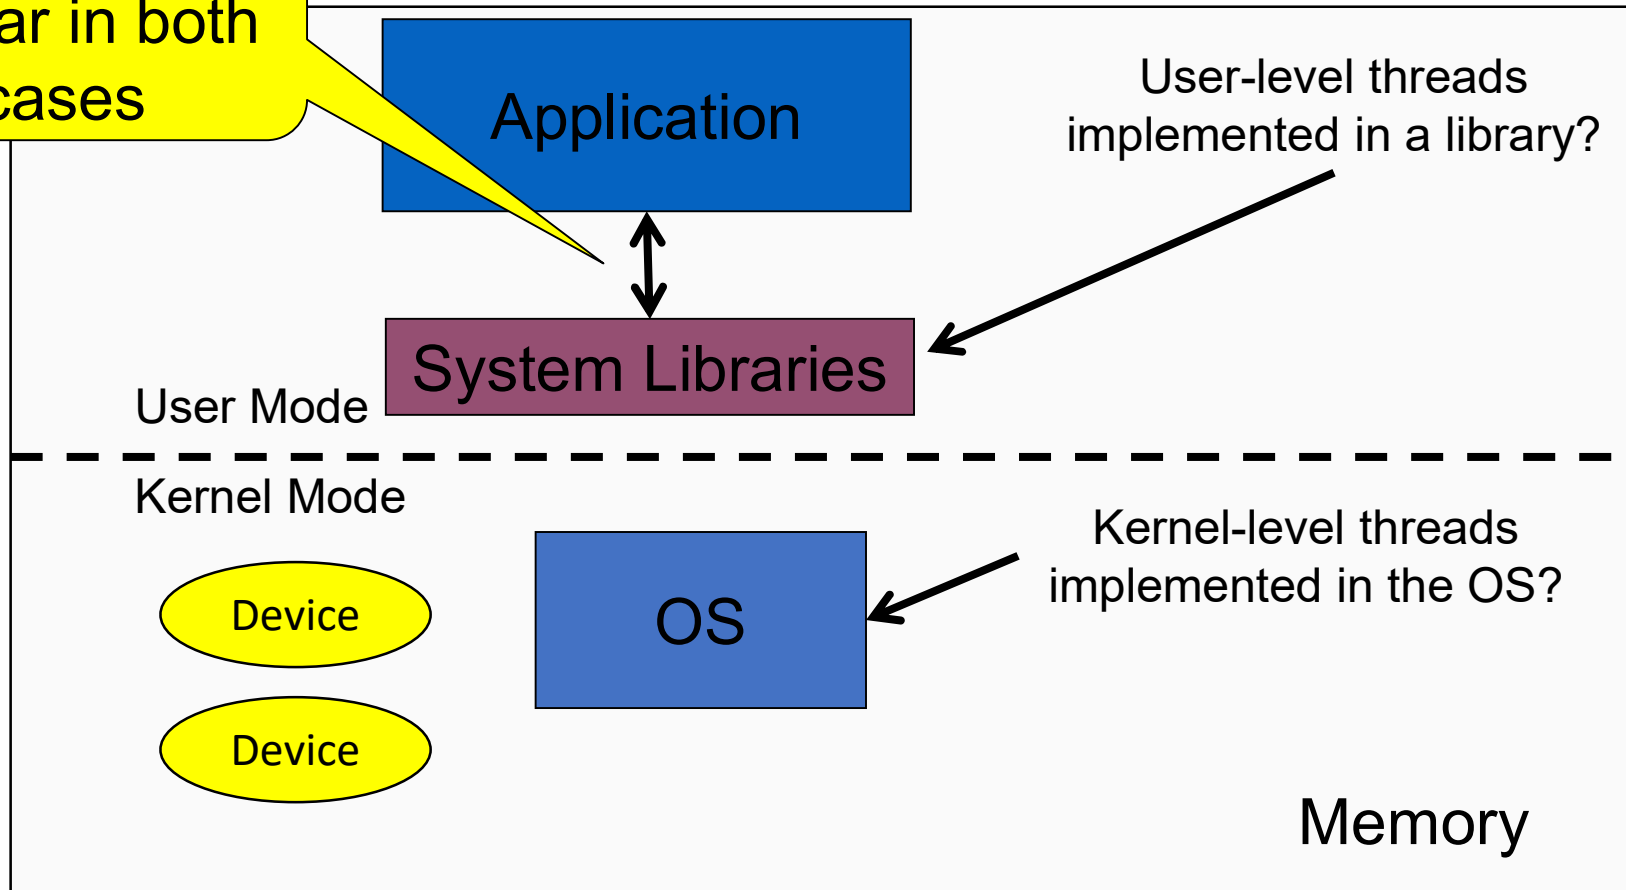 ar in both
cases
Application
User-level threads
implemented in a library?
System Libraries
User Mode
Kernel Mode
Kernel-level threads
implemented in the OS?
Device
OS
Device
Memory